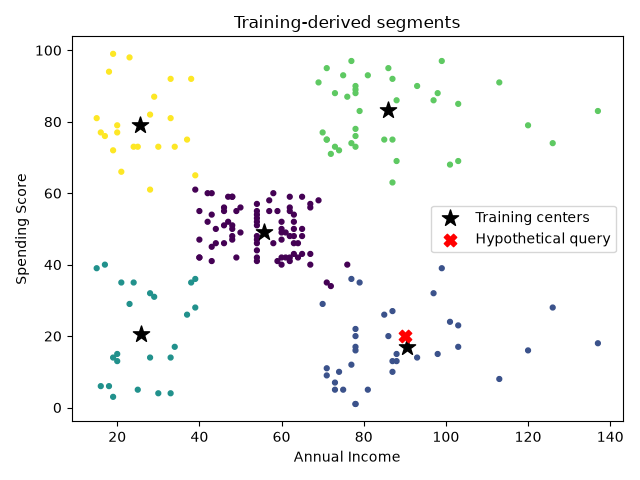 Training-derived segments
100
80
60
40
20
0
Spending Score
Training centers
Hypothetical query
20 40 60 80 100 120 140
Annual Income